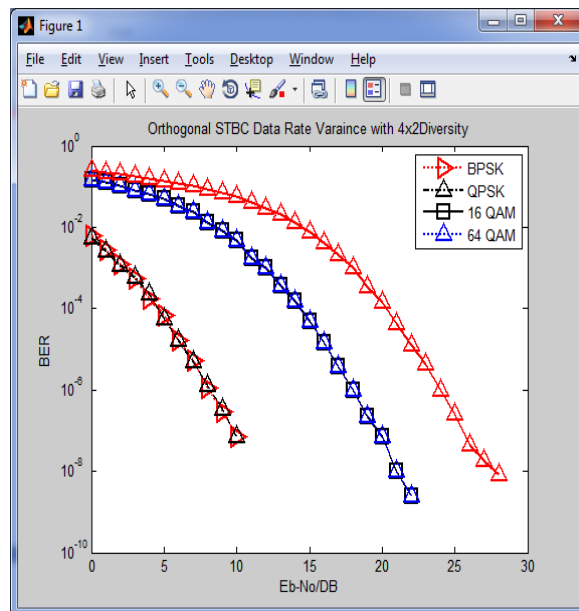 Figure 1
File Edit View Insert Tools Desktop Window Help
Orthogonal STBC Data Rate Varaince with 4x2Diversity
BPSK
QPSK
16 QAM
64 QAM
10^0
10^-2
10^-4
10^-6
10^-8
10^-10
BER
0 5 10 15 20 25 30
Eb-No/DB